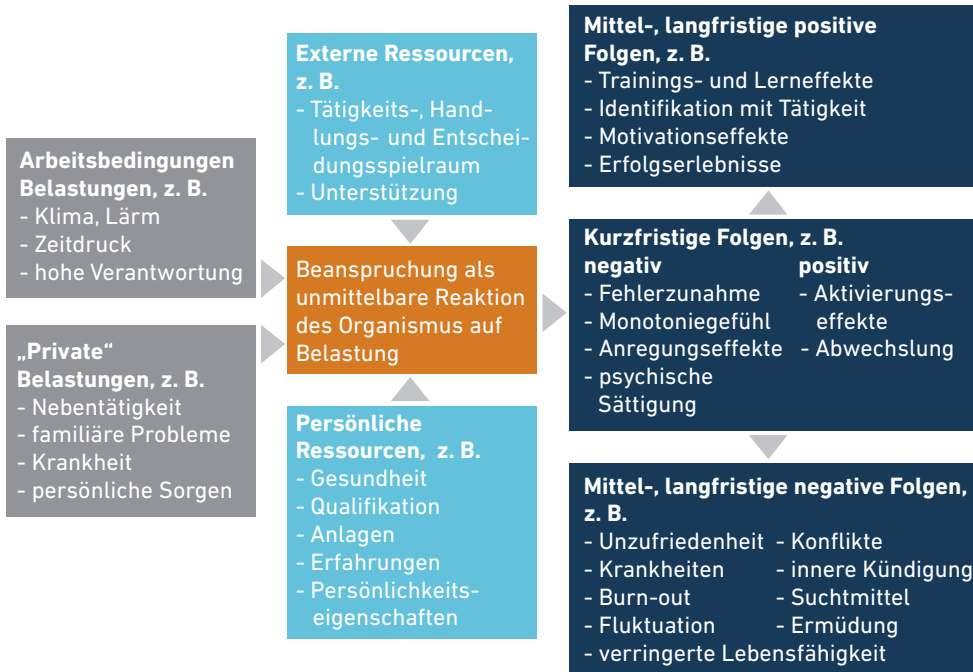 Arbeitsbedingungen
Belastungen, z. B.
- Klima, Lärm
- Zeitdruck
- hohe Verantwortung
„Private“
Belastungen, z. B.
- Nebentätigkeit
- familiäre Probleme
- Krankheit
- persönliche Sorgen
Externe Ressourcen,
z. B.
- Tätigkeits-, Hand-
lungs- und Entschei-
dungsspielraum
- Unterstützung
Beanspruchung als
unmittelbare Reaktion
des Organismus auf
Belastung
Persönliche
Ressourcen, z. B.
- Gesundheit
- Qualifikation
- Anlagen
- Erfahrungen
- Persönlichkeits-
eigenschaften
Mittel-, langfristige positive
Folgen, z. B.
- Trainings- und Lerneffekte
- Identifikation mit Tätigkeit
- Motivationseffekte
- Erfolgserlebnisse
Kurzfristige Folgen, z. B.
negativ
- Fehlerzunahme
- Monotoniegefühl
- Anregungseffekte
- psychische
Sättigung
positiv
- Aktivierungs-
effekte
- Abwechslung
Mittel-, langfristige negative Folgen,
z. B.
- Unzufriedenheit
- Krankheiten
- Burn-out
- Fluktuation
- Konflikte
- innere Kündigung
- Suchtmittel
- Ermüdung
- verringerte Lebensfähigkeit